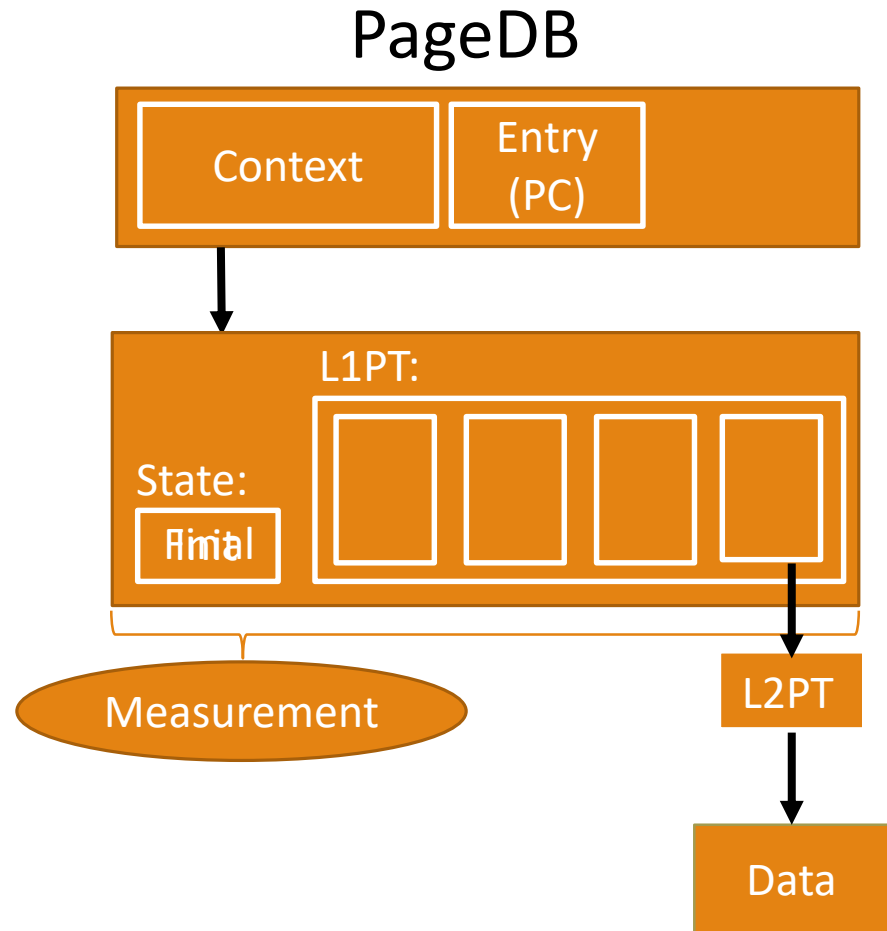 PageDB
Context
Entry
(PC)
L1PT:
State:
Measurement
L2PT
Data